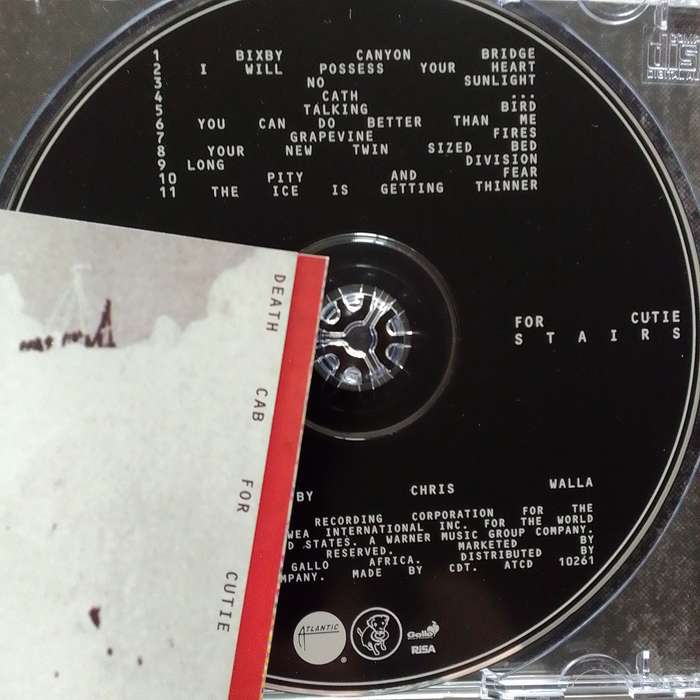 1 BIXBY CANYON BRIDGE
2 I WILL POSSESS YOUR HEART
3 NO SUNLIGHT
4 CATH ...
5 TALKING BIRD
6 YOU CAN DO BETTER THAN ME
7 GRAPEVINE FIRES
8 YOUR NEW TWIN SIZED BED
9 LONG DIVISION
10 PITY AND FEAR
11 THE ICE IS GETTING THINNER
FOR CUTIE
STAIRS
DEATH CAB FOR CUTIE
BY CHRIS WALLA
RECORDING CORPORATION FOR THE
WEA INTERNATIONAL INC. FOR THE WORLD
D STATES. A WARNER MUSIC GROUP COMPANY.
RESERVED. MARKETED BY
GALLO AFRICA. DISTRIBUTED BY
MPANY. MADE BY CDT. ATCD 10261
ATLANTIC
Gallo
RiSA